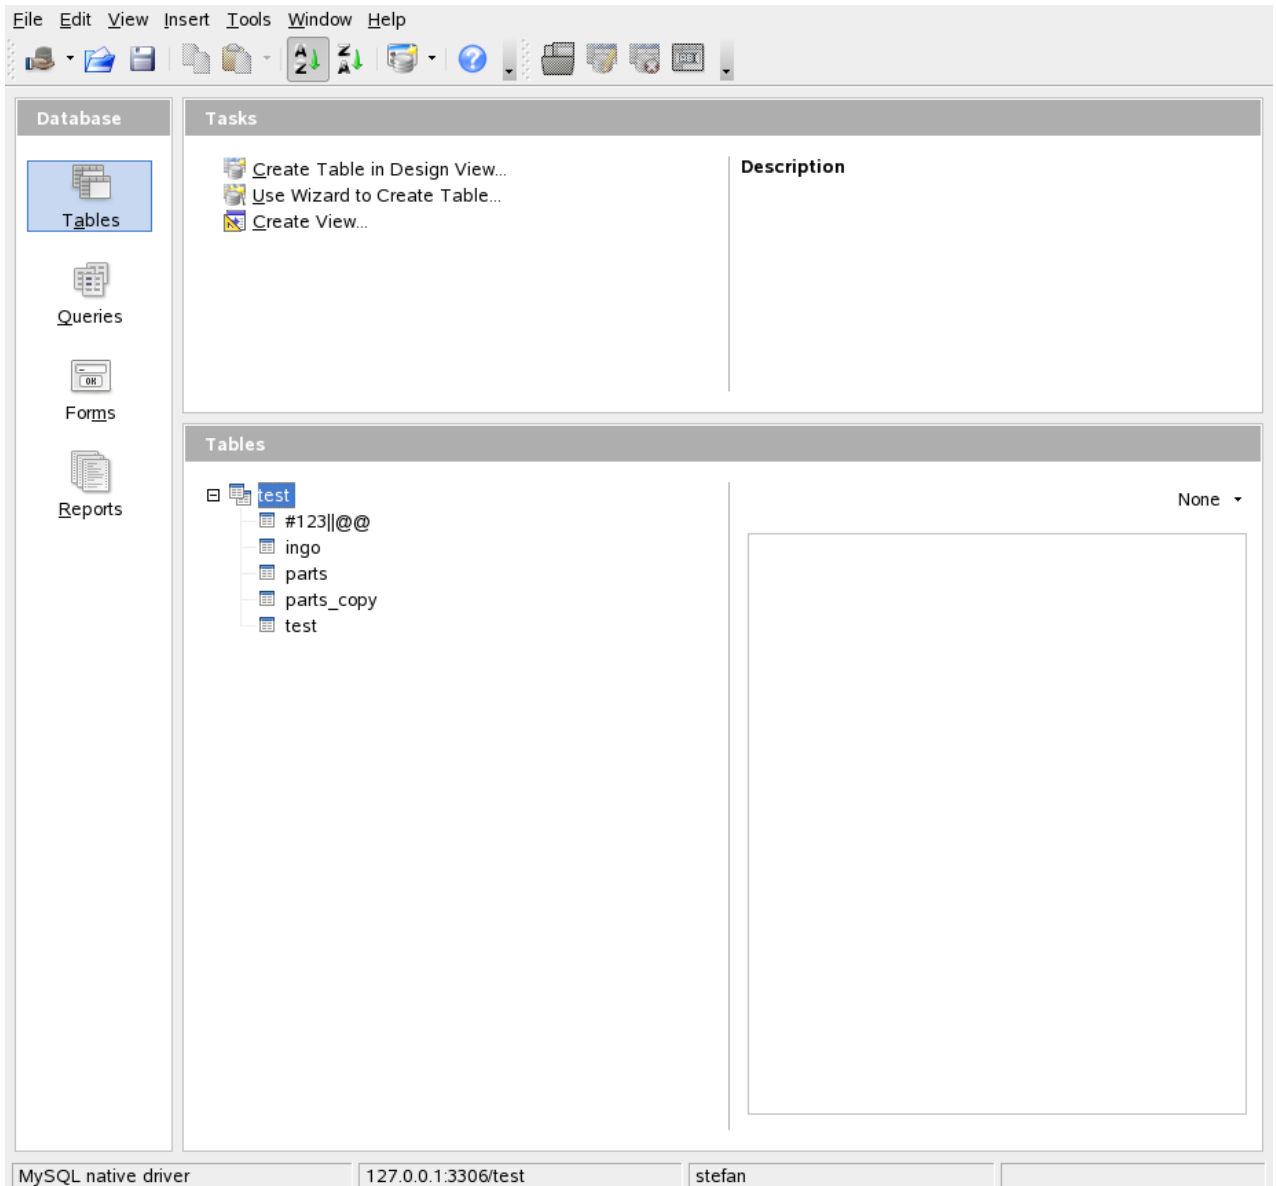 File Edit View Insert Tools Window Help
Database
Tables
Queries
OK
Forms
Reports
Tasks
Create Table in Design View...
Use Wizard to Create Table...
Create View...
Description
Tables
test
#123||@@
ingo
parts
parts_copy
test
None
MySQL native driver
127.0.0.1:3306/test
stefan